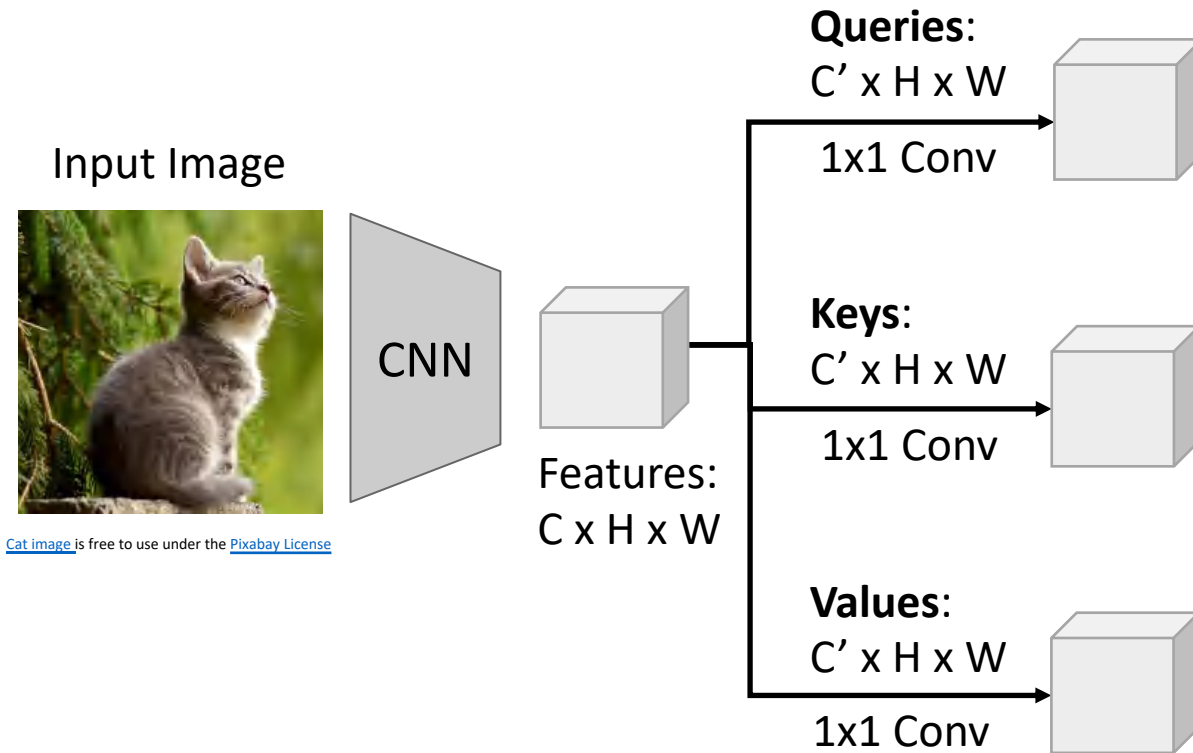 Input Image
Cat image is free to use under the Pixabay License
CNN
Features:
C x H x W
Queries:
C’ x H x W
1x1 Conv
Keys:
C’ x H x W
1x1 Conv
Values:
C’ x H x W
1x1 Conv